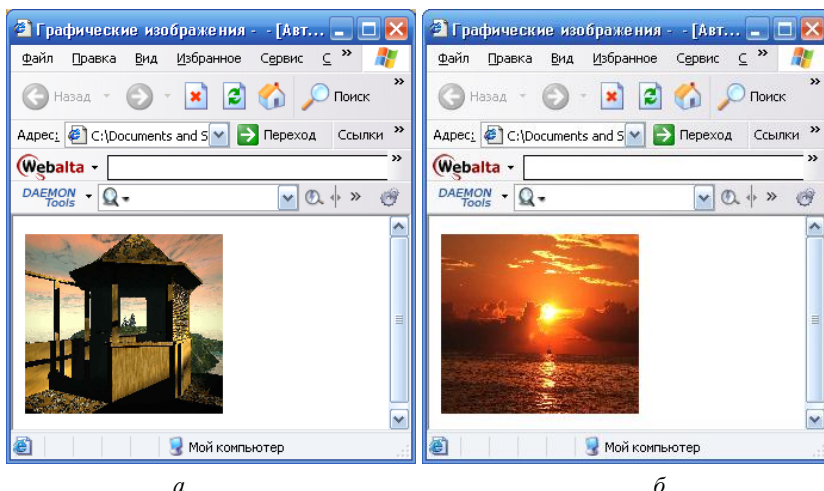 Графические изображения - - [Авт...
Файл Правка Вид Избранное Сервис С »
Назад Поиск »
Адрес: C:\Documents and S Переход Ссылки »
Webalta »
DAEMON Tools »
Мой компьютер
а
Графические изображения - - [Авт...
Файл Правка Вид Избранное Сервис С »
Назад Поиск »
Адрес: C:\Documents and S Переход Ссылки »
Webalta »
DAEMON Tools »
Мой компьютер
б